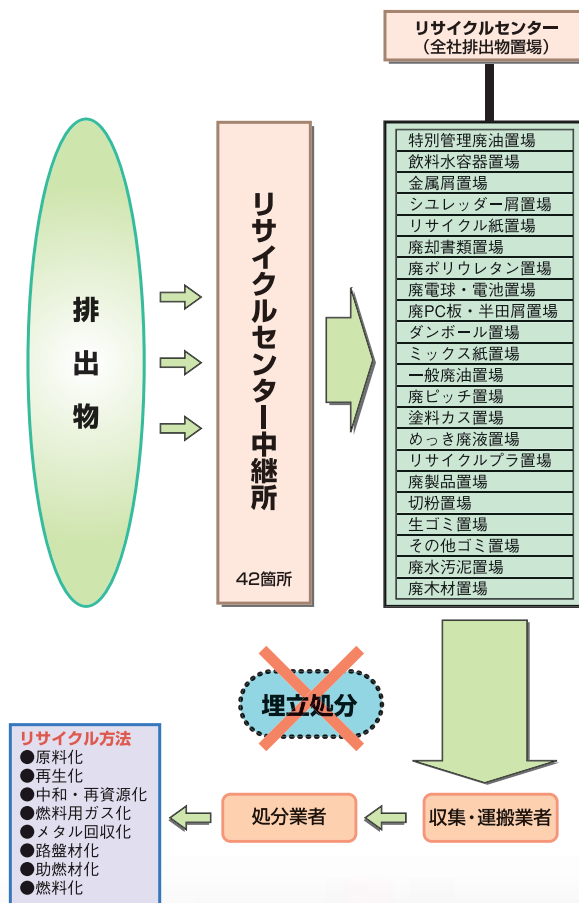 リサイクルセンター
（全社排出物置場）
排出物
リサイクルセンター中継所
42箇所
特別管理廃油置場
飲料水容器置場
金属屑置場
シュレッダー屑置場
リサイクル紙置場
廃却書類置場
廃ポリウレタン置場
廃電球・電池置場
廃PC板・半田屑置場
ダンボール置場
ミックス紙置場
一般廃油置場
廃ピッチ置場
塗料カス置場
めっき廃液置場
リサイクルプラ置場
廃製品置場
切粉置場
生ゴミ置場
その他ゴミ置場
廃水汚泥置場
廃木材置場
埋立処分
収集・運搬業者
処分業者
リサイクル方法
●原料化
●再生化
●中和・再資源化
●燃料用ガス化
●メタル回収化
●路盤材化
●助燃材化
●燃料化